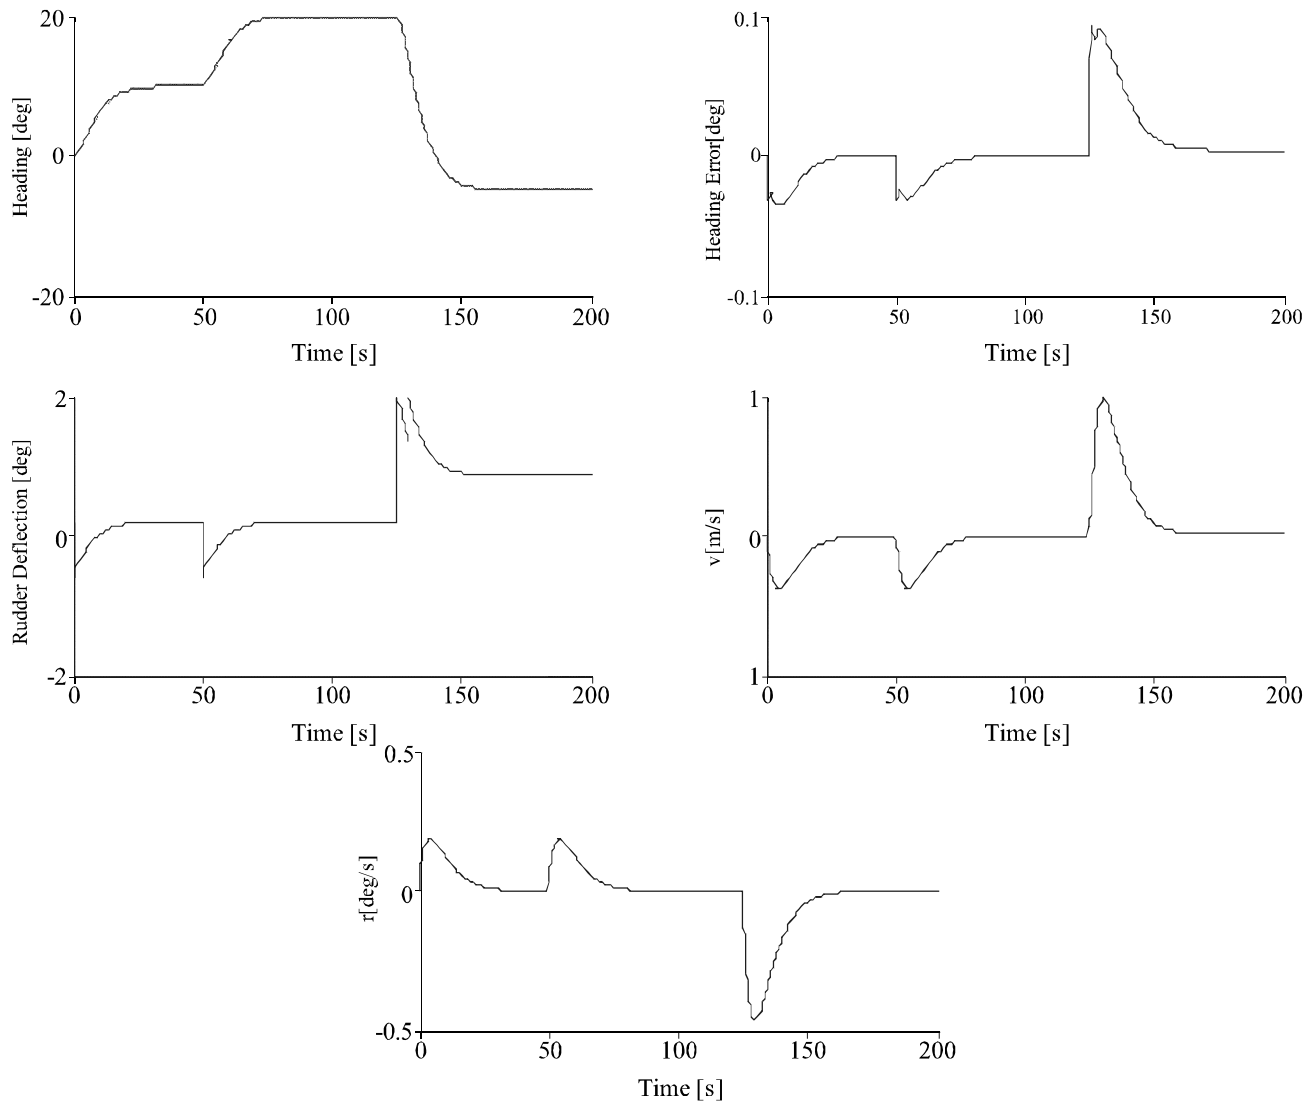 20
0
-20
Heading [deg]
0 50 100 150 200
Time [s]
0.1
0
-0.1
Heading Error[deg]
0 50 100 150 200
Time [s]
2
0
-2
Rudder Deflection [deg]
0 50 100 150 200
Time [s]
1
0
1
v[m/s]
0 50 100 150 200
Time [s]
0.5
0
-0.5
r[deg/s]
0 50 100 150 200
Time [s]